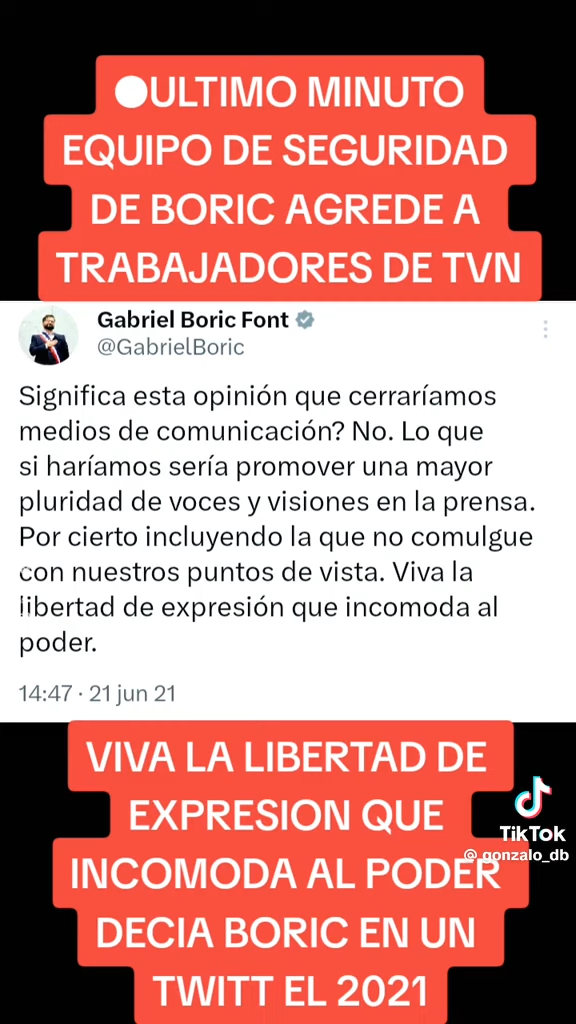 ULTIMO MINUTO
EQUIPO DE SEGURIDAD
DE BORIC AGREDE A
TRABAJADORES DE TVN
Gabriel Boric Font
@GabrielBoric
Significa esta opinión que cerraríamos
medios de comunicación? No. Lo que
si haríamos sería promover una mayor
pluridad de voces y visiones en la prensa.
Por cierto incluyendo la que no comulgue
con nuestros puntos de vista. Viva la
libertad de expresión que incomoda al
poder.
14:47 · 21 jun 21
VIVA LA LIBERTAD DE
EXPRESION QUE
INCOMODA AL PODER
DECIA BORIC EN UN
TWITT EL 2021
TikTok
@gonzalo_db